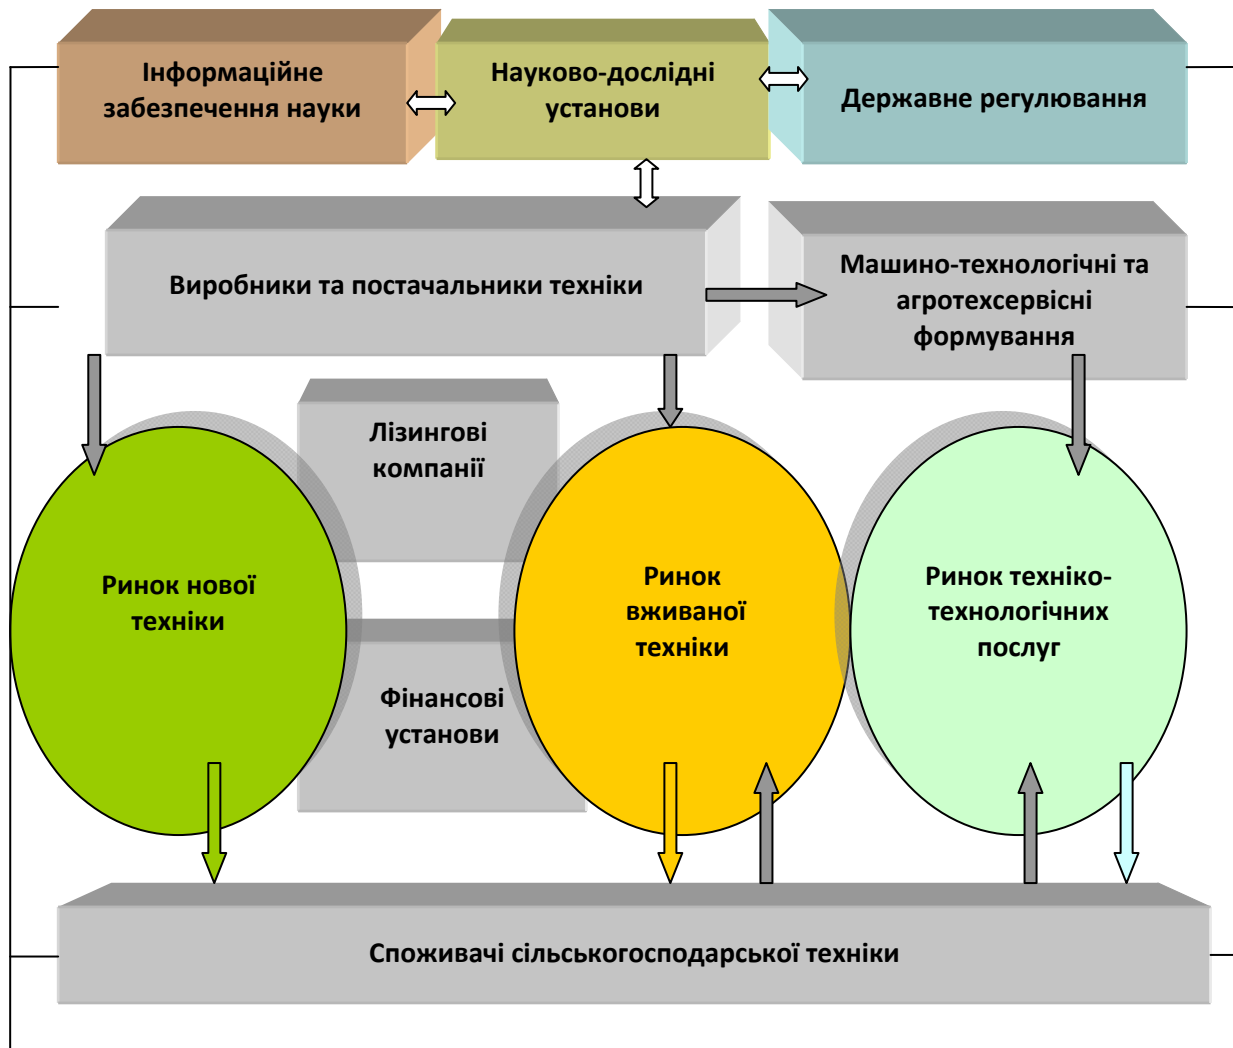 Інформаційне
забезпечення науки
Науково-дослідні
установи
Державне регулювання
Виробники та постачальники техніки
Машино-технологічні та
агротехсервісні
формування
Лізингові
компанії
Ринок нової
техніки
Ринок
вживаної
техніки
Ринок техніко-
технологічних
послуг
Фінансові
установи
Споживачі сільськогосподарської техніки